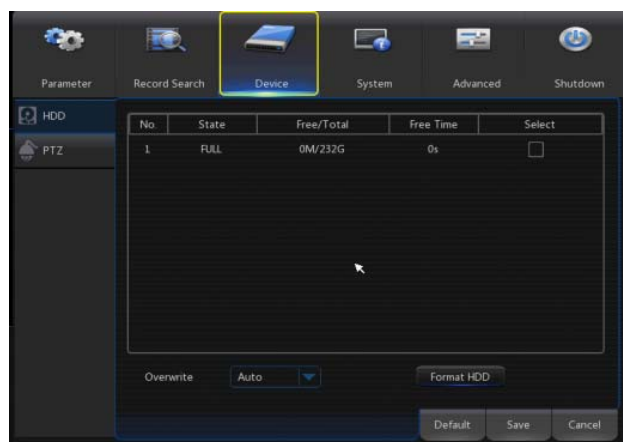 Parameter Record Search Device System Advanced Shutdown
HDD
PTZ
No. State Free/Total Free Time Select
1 FULL 0M/232G 0s
Overwrite Auto Format HDD
Default Save Cancel